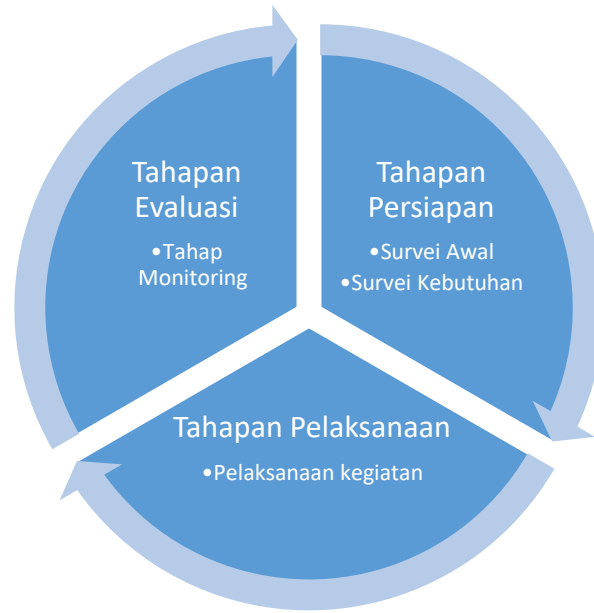 Tahapan
Persiapan
•Survei Awal
•Survei Kebutuhan
Tahapan Pelaksanaan
•Pelaksanaan kegiatan
Tahapan
Evaluasi
•Tahap
Monitoring